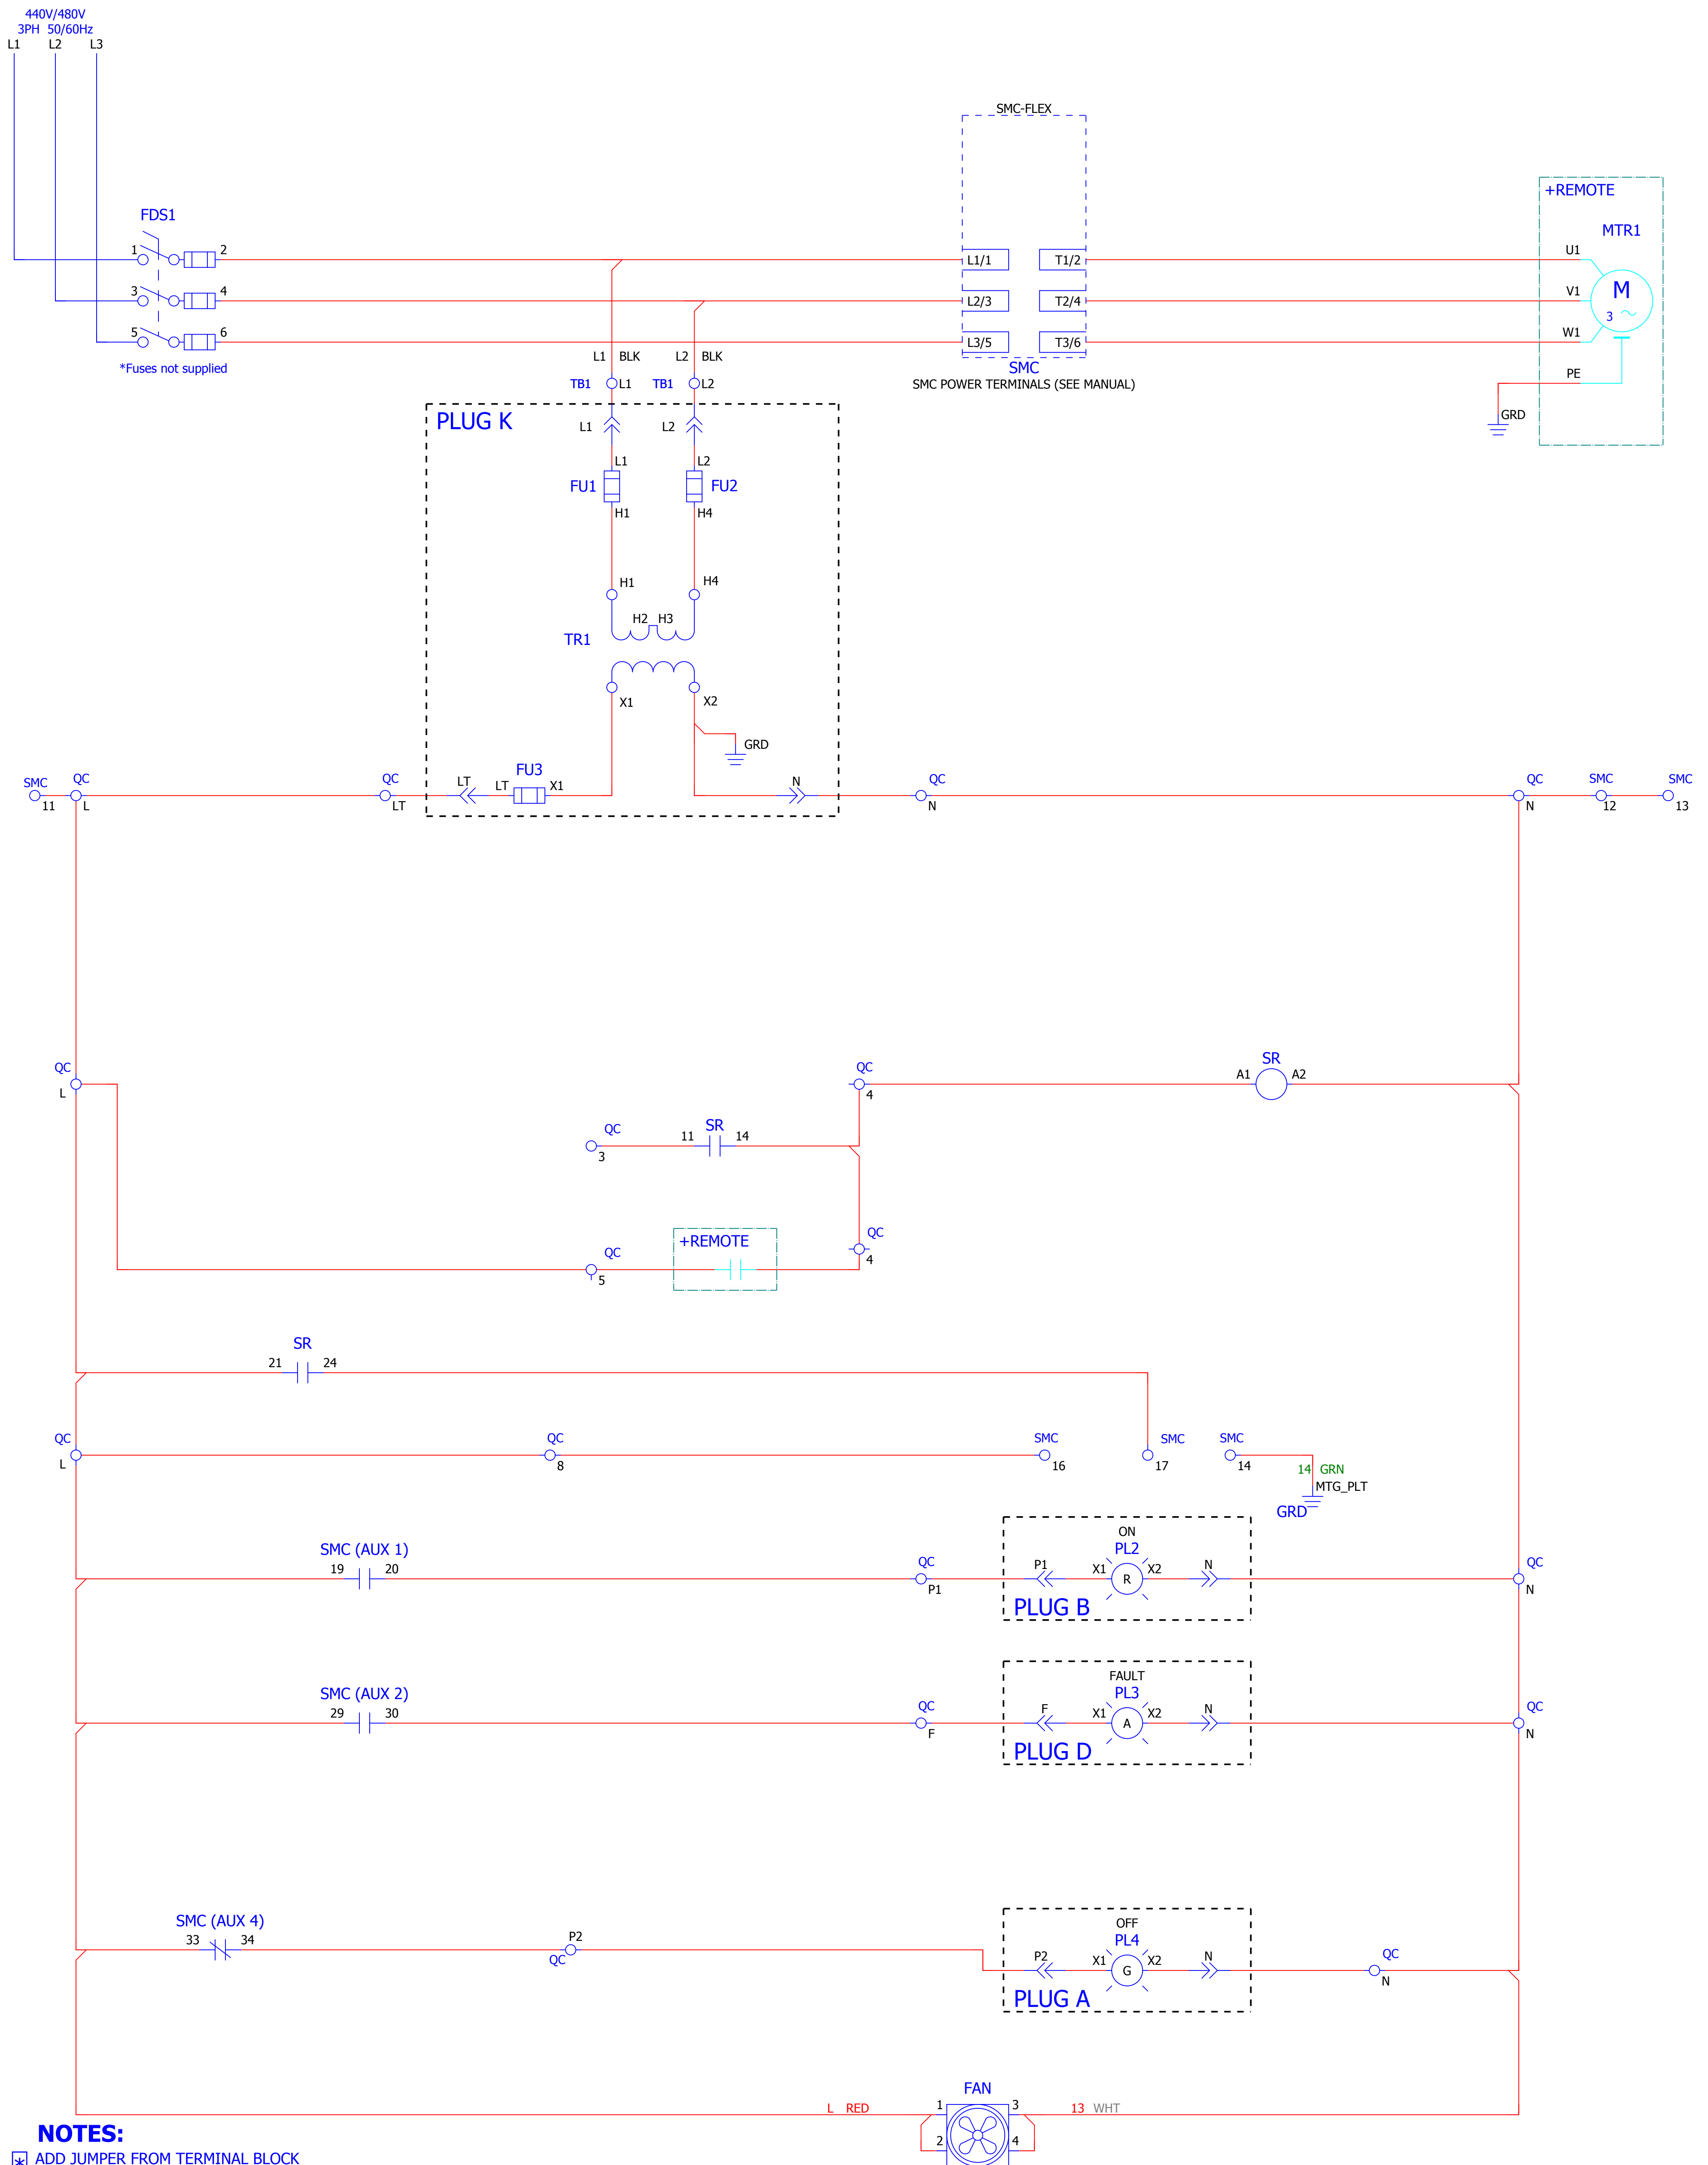 440V/480V
3PH 50/60Hz
L1 L2 L3
SMC-FLEX
+REMOTE
FDS1
MTR1
1 2
L1/1 T1/2
U1
3 4
L2/3 T2/4
V1
M
3
5 6
L3/5 T3/6
W1
*Fuses not supplied
L1 BLK L2 BLK
SMC
SMC POWER TERMINALS (SEE MANUAL)
PE
TB1 L1 TB1 L2
GRD
PLUG K
L1 L2
L1 L2
FU1 FU2
H1 H4
H1 H4
H2 H3
TR1
X1 X2
GRD
FU3
SMC QC QC LT LT X1 N QC QC SMC SMC
11 L LT N N 12 13
QC QC SR
A1 A2
L 4
QC SR
11 14
3
+REMOTE
QC QC
4
5
SR
21 24
QC QC SMC SMC SMC
L 8 16 17 14
14 GRN
MTG_PLT
GRD
ON
SMC (AUX 1) PL2
19 20 QC P1 X1 X2 N QC
R
P1 N
PLUG B
FAULT
SMC (AUX 2) PL3
29 30 QC F X1 X2 N QC
A
F N
PLUG D
OFF
SMC (AUX 4) PL4
33 34 P2
QC
P2 X1 X2 N QC
G
N
PLUG A
FAN
L RED 1 3 13 WHT
2 4
NOTES:
* ADD JUMPER FROM TERMINAL BLOCK